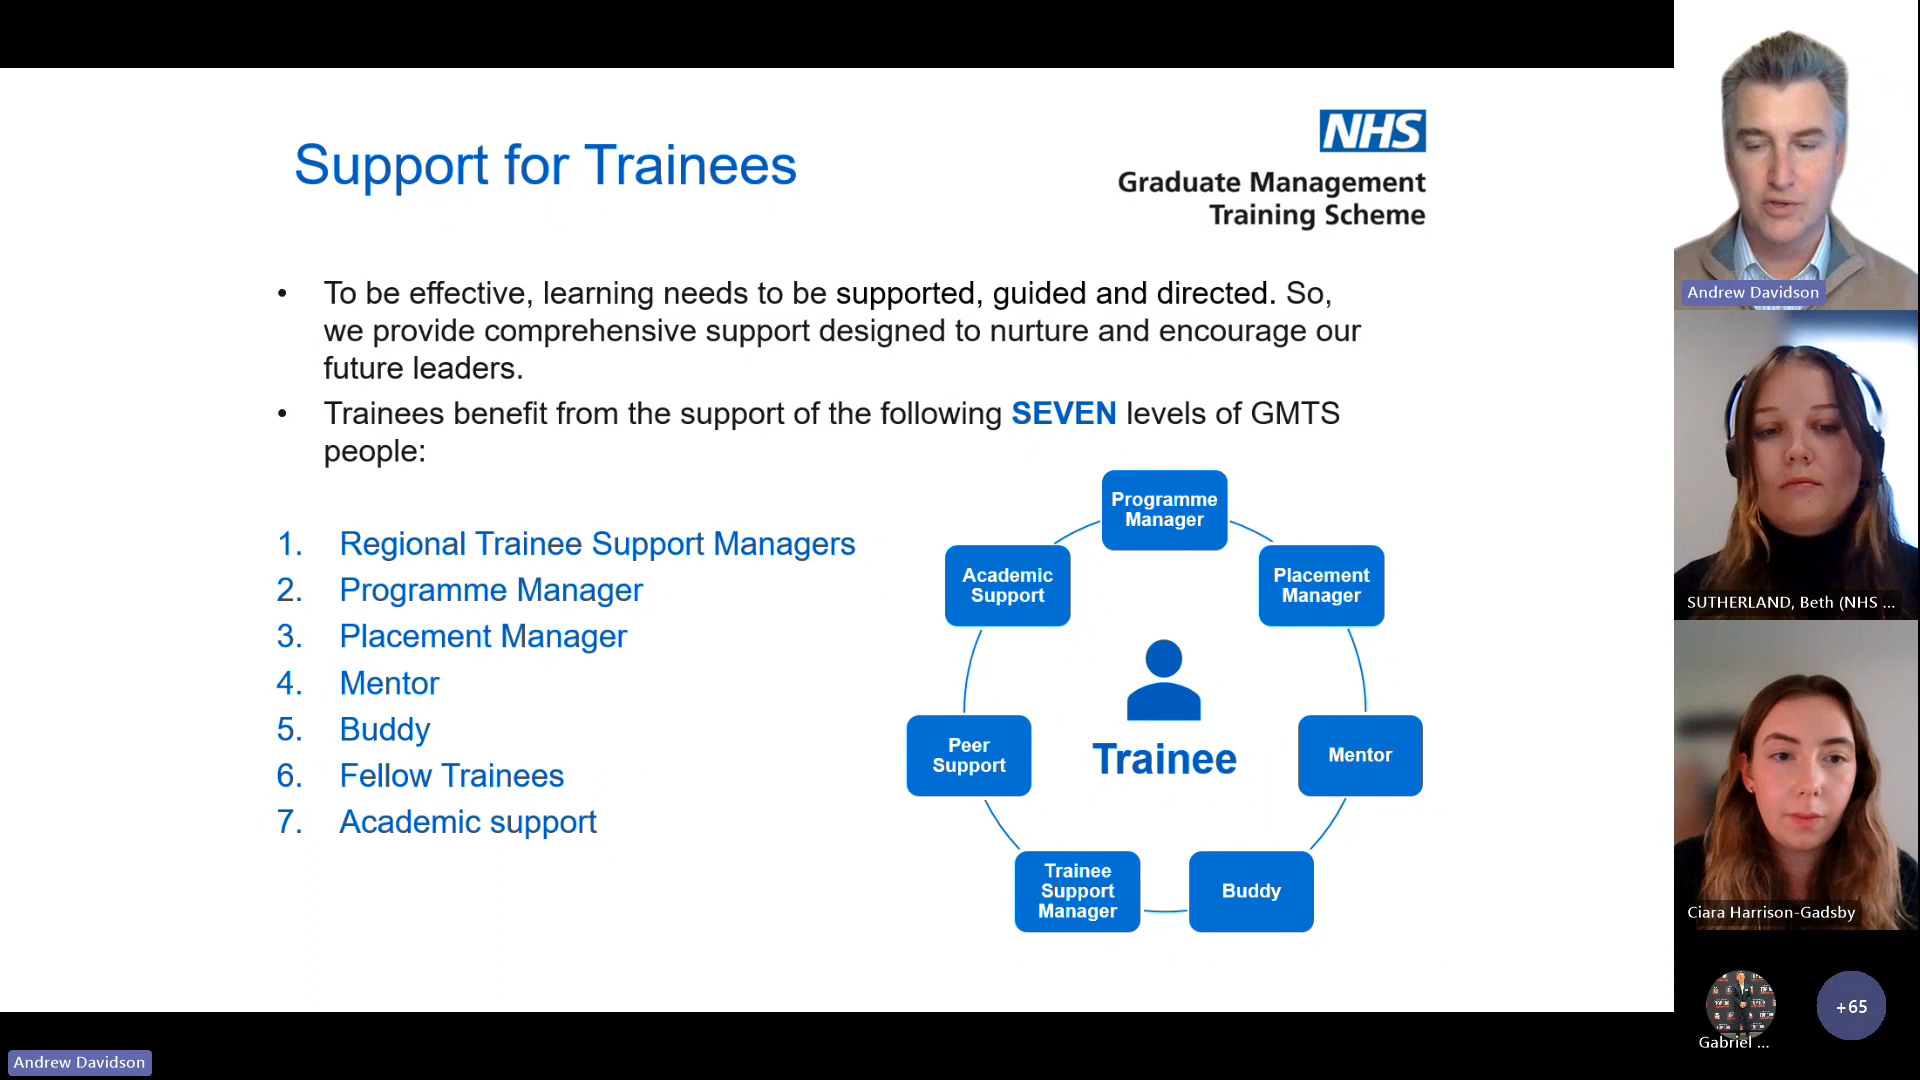 Support for Trainees
NHS
Graduate Management
Training Scheme
• To be effective, learning needs to be supported, guided and directed. So,
we provide comprehensive support designed to nurture and encourage our
future leaders.
• Trainees benefit from the support of the following SEVEN levels of GMTS
people:
1. Regional Trainee Support Managers
2. Programme Manager
3. Placement Manager
4. Mentor
5. Buddy
6. Fellow Trainees
7. Academic support
Programme
Manager
Placement
Manager
Mentor
Buddy
Trainee
Support
Manager
Peer
Support
Academic
Support
Trainee
Andrew Davidson
SUTHERLAND, Beth (NHS ...
Ciara Harrison-Gadsby
Gabriel ...
+65
Andrew Davidson